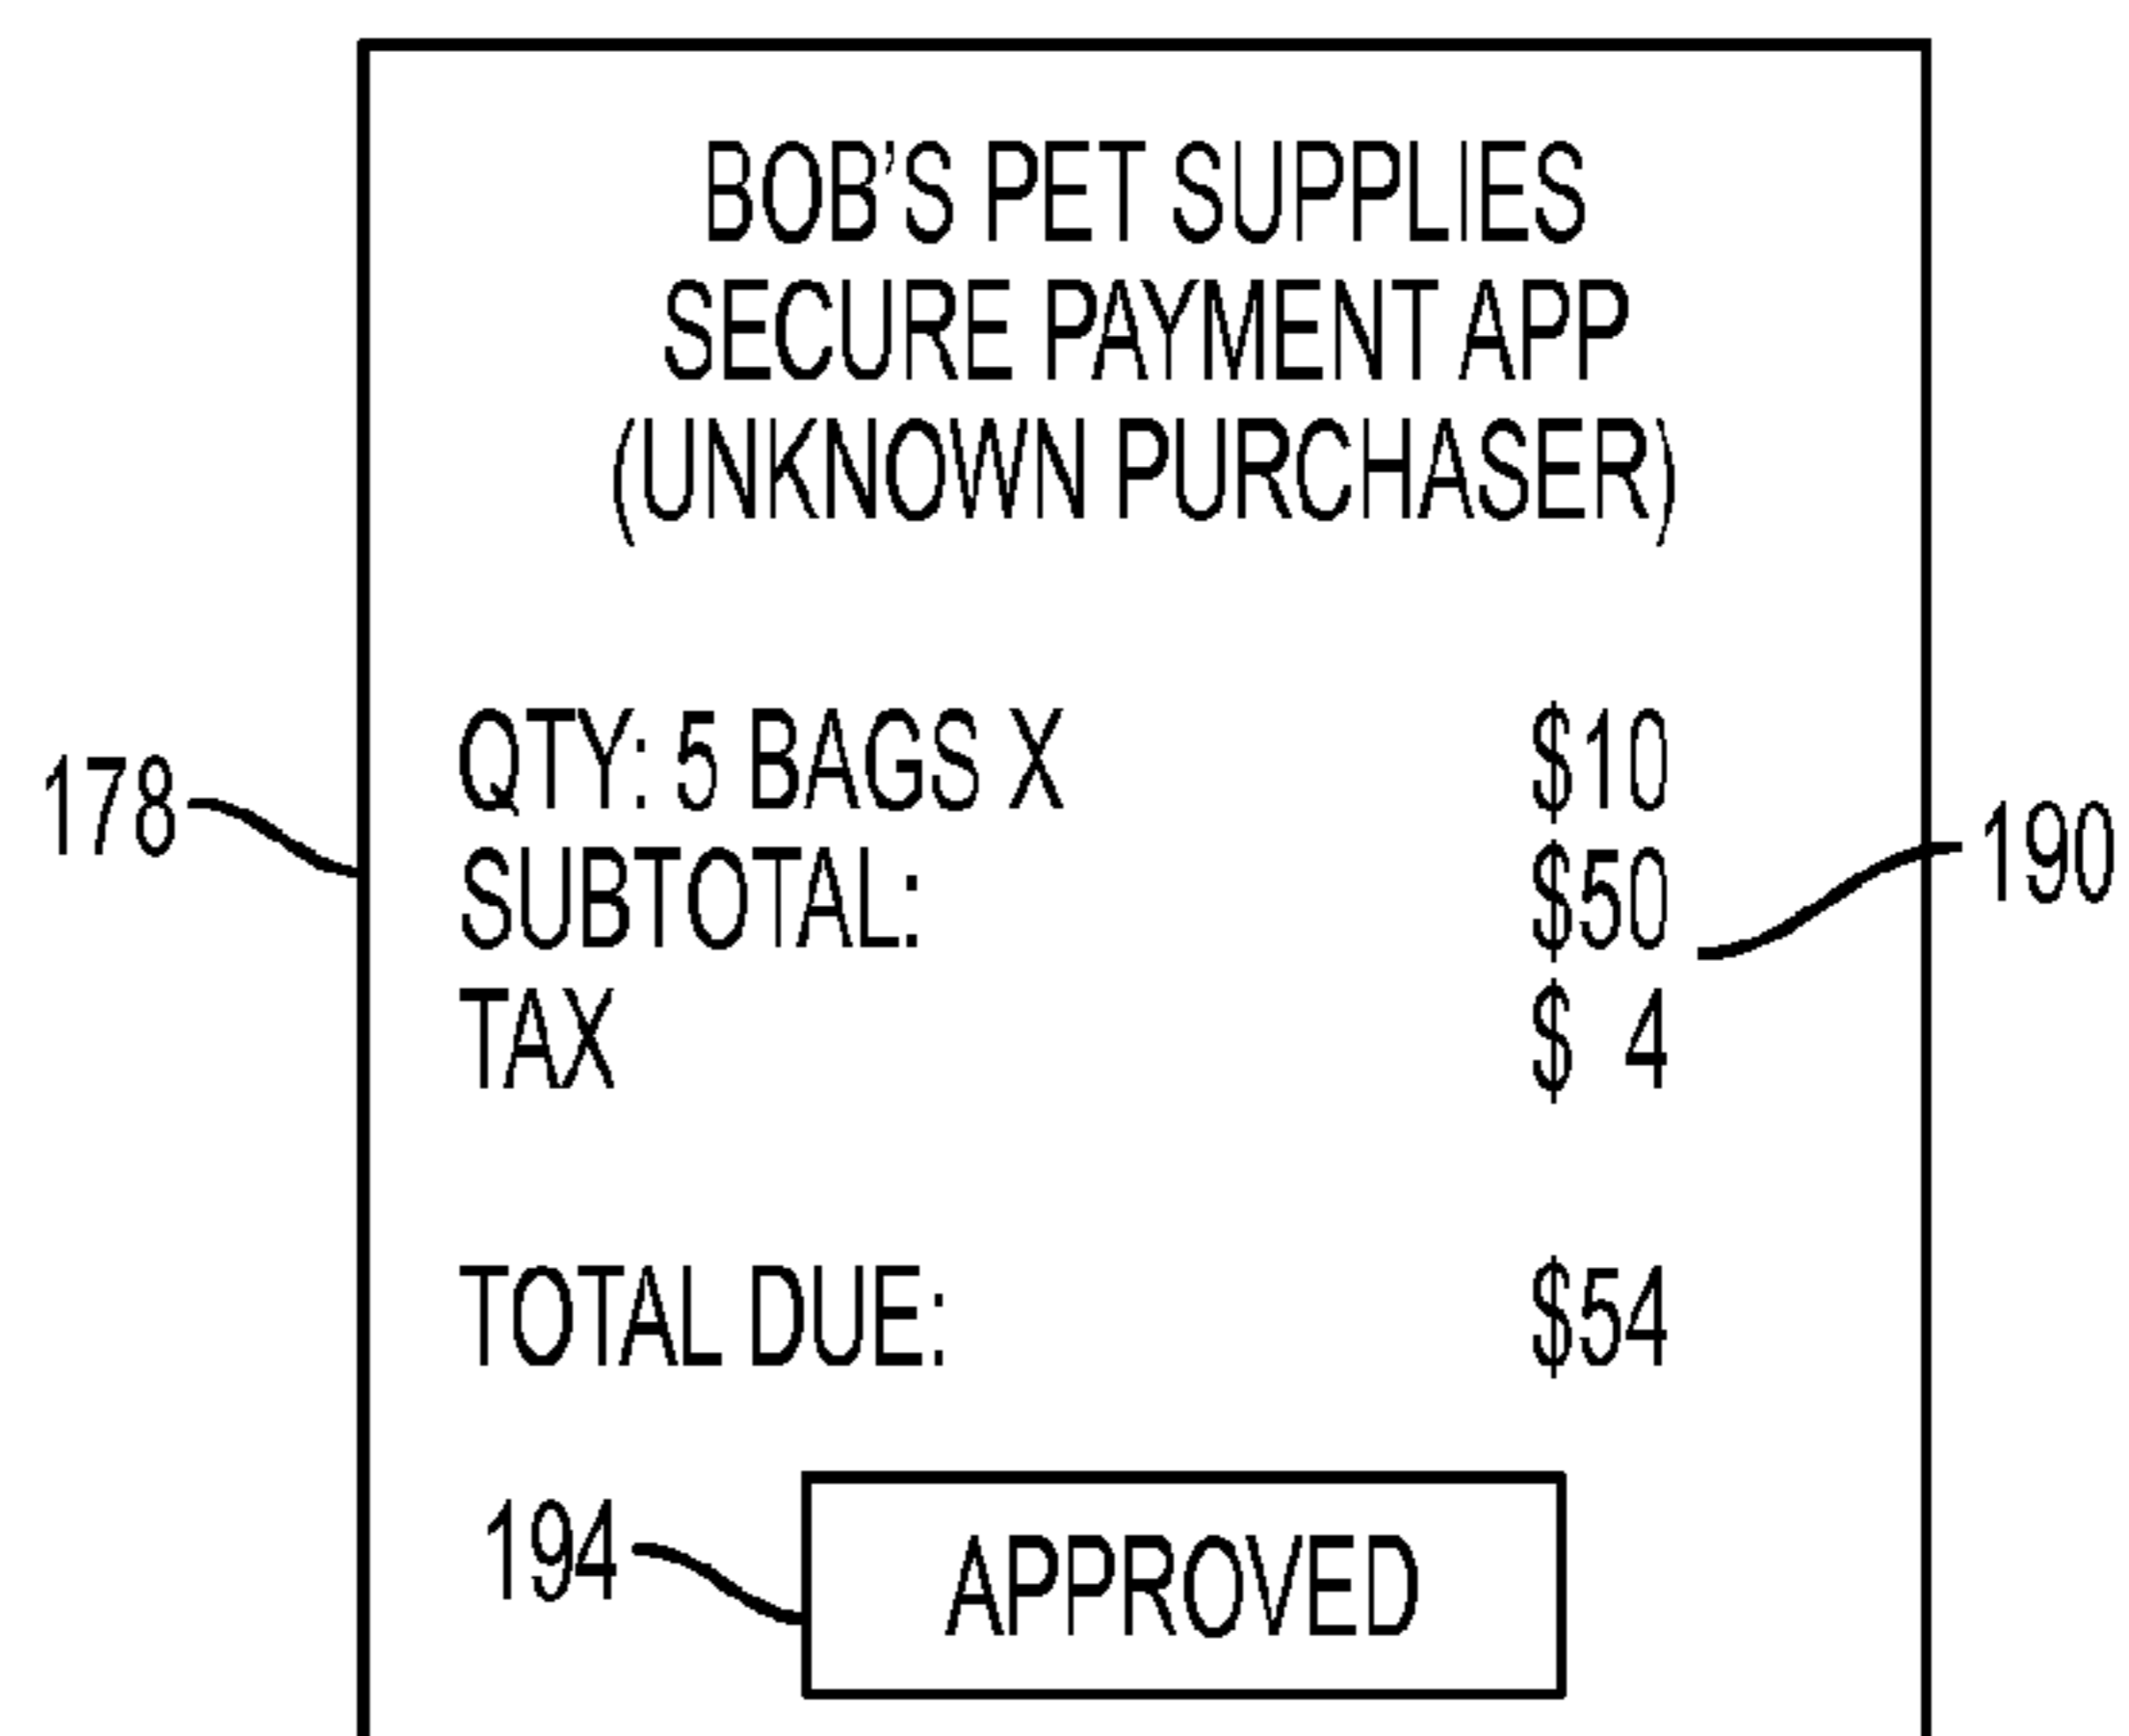 BOB'S PET SUPPLIES
SECURE PAYMENT APP
(UNKNOWN PURCHASER)
QTY: 5 BAGS X $10
178
SUBTOTAL: $50
190
TAX $ 4
TOTAL DUE: $54
194
APPROVED